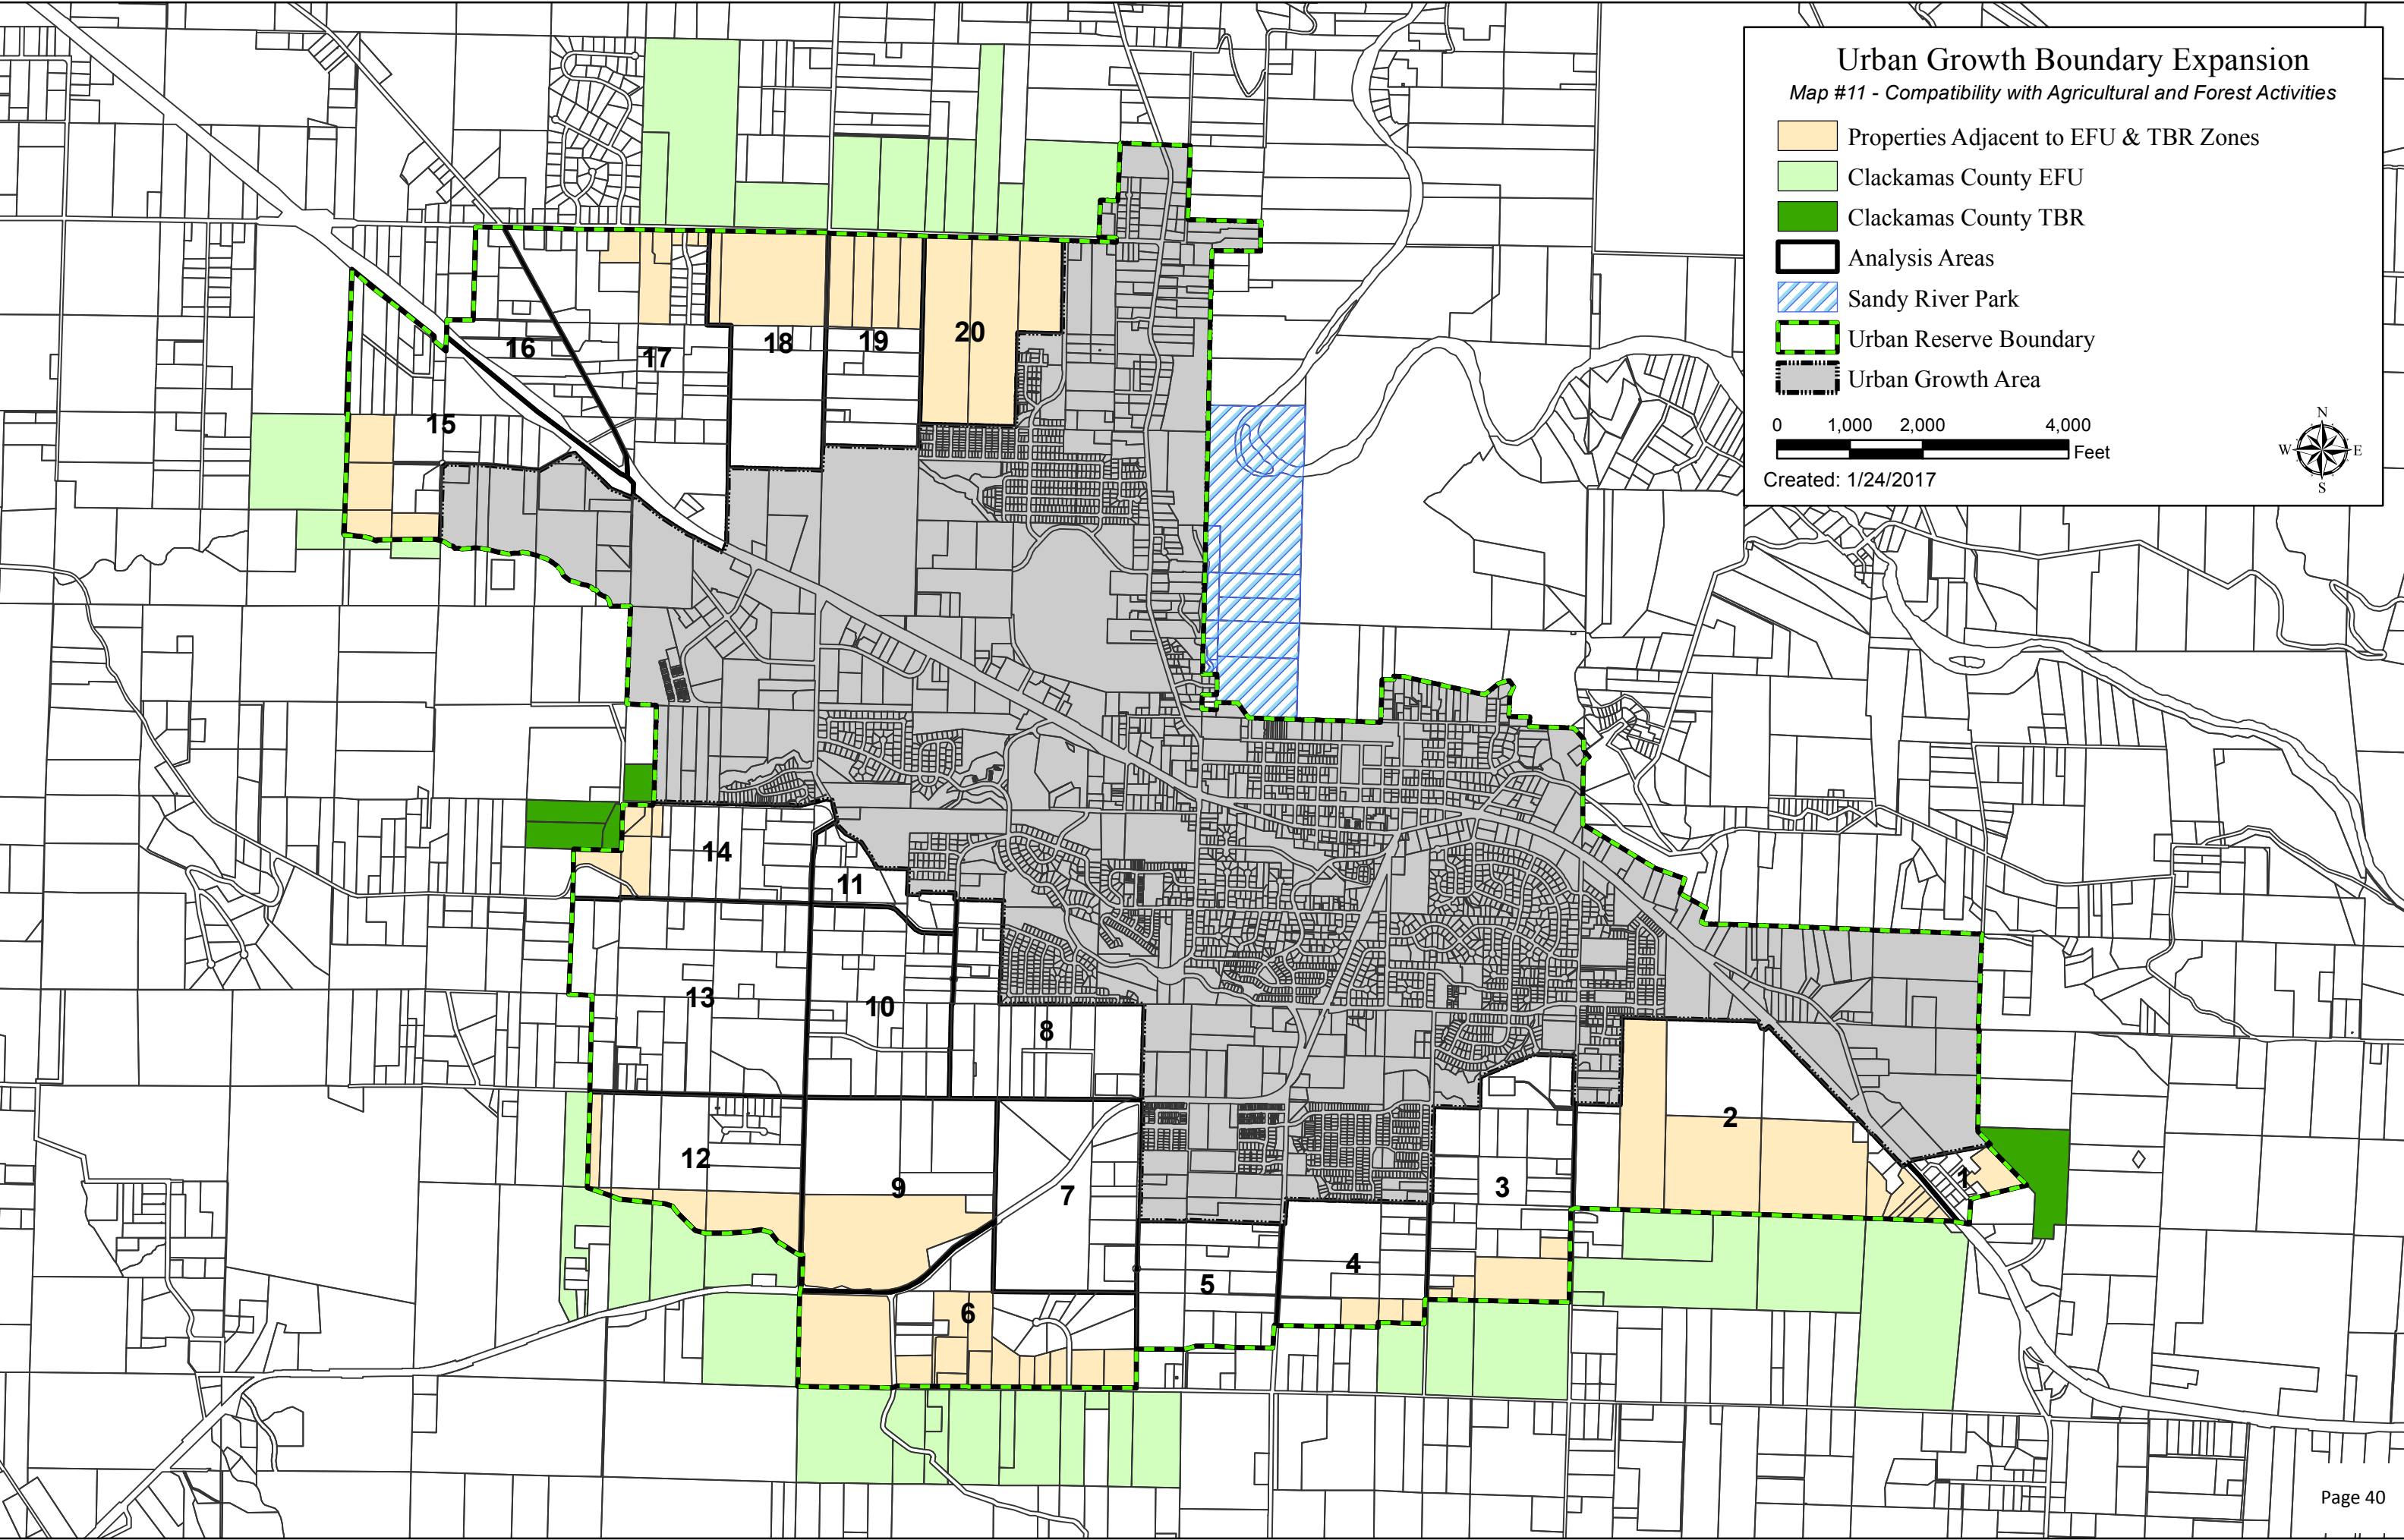 Urban Growth Boundary Expansion
Map #11 - Compatibility with Agricultural and Forest Activities
Properties Adjacent to EFU & TBR Zones
Clackamas County EFU
Clackamas County TBR
Analysis Areas
Sandy River Park
Urban Reserve Boundary
Urban Growth Area
0 1,000 2,000 4,000
Feet
Created: 1/24/2017
N
W E
S
20
19
18
16
17
15
14
11
13
10
8
2
12
1
3
9
7
4
5
6
Page 40